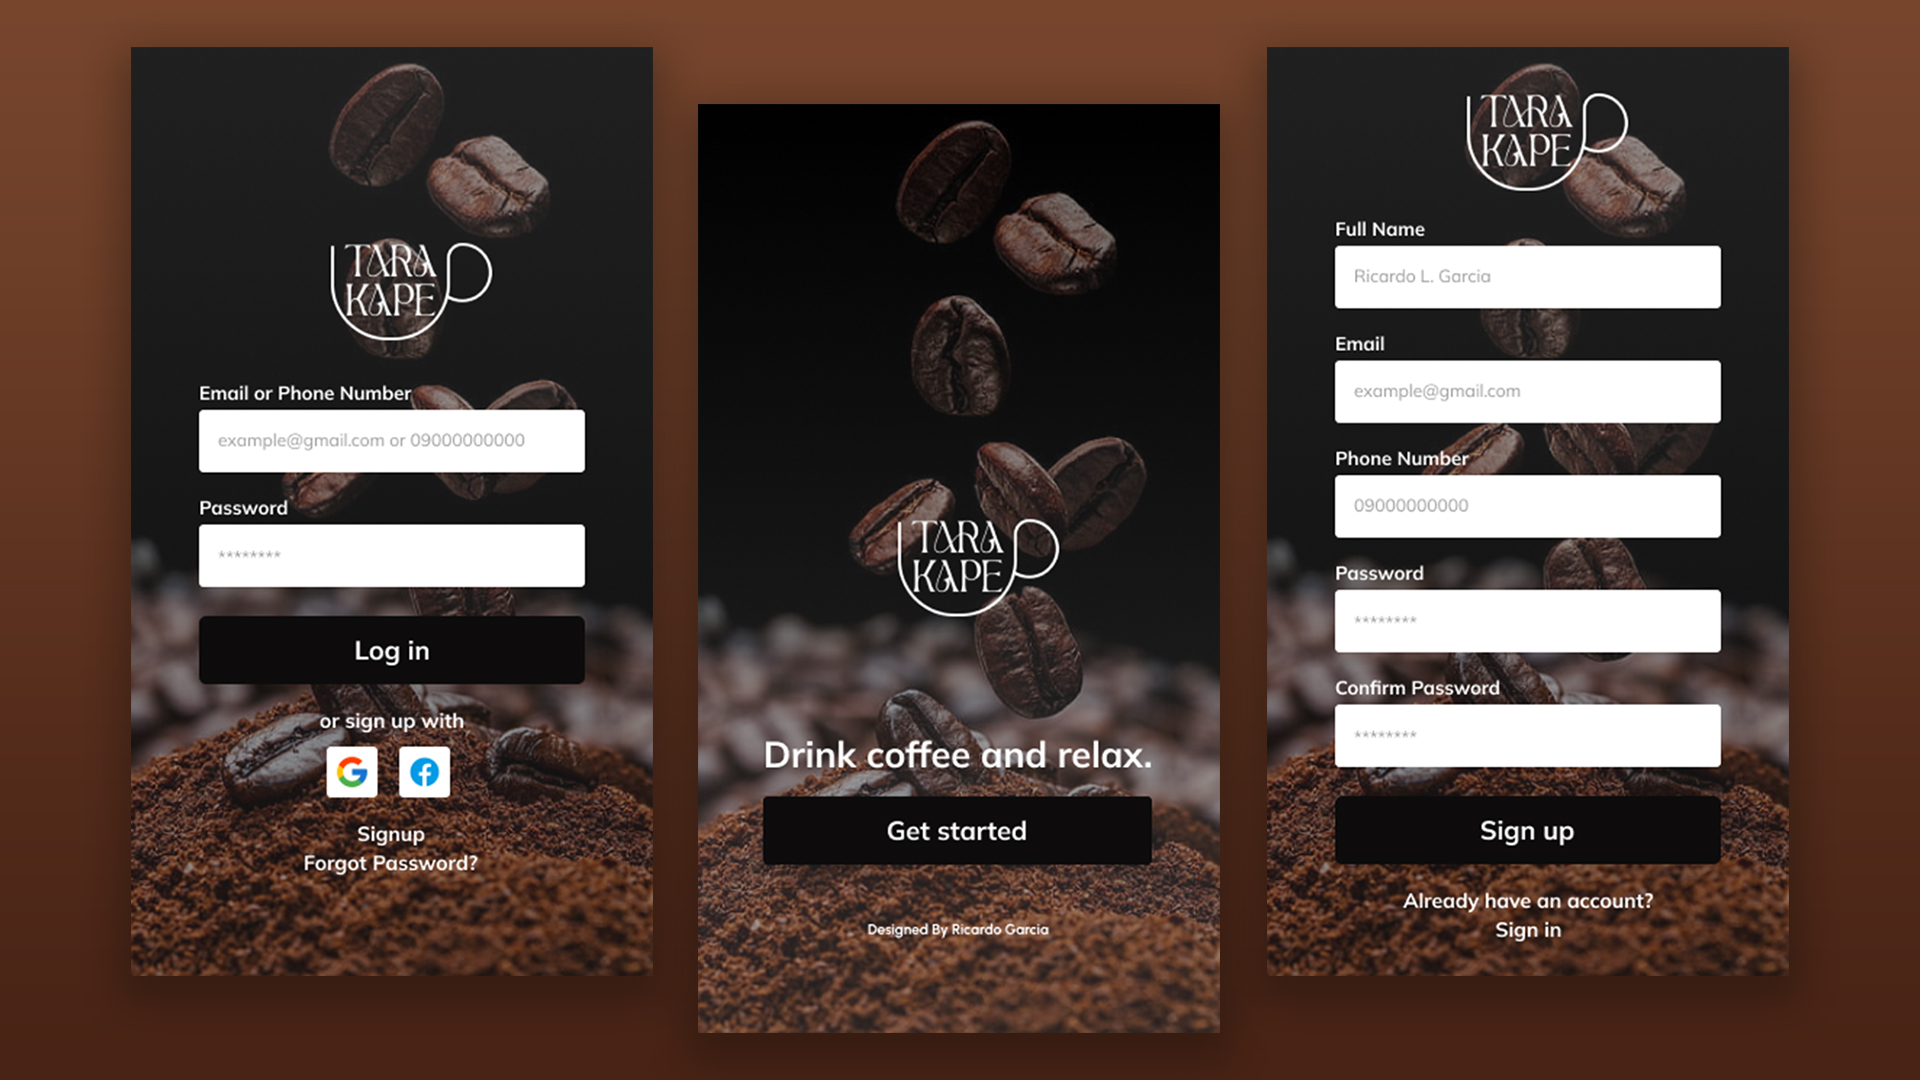 TARA
KAPE
Email or Phone Number
example@gmail.com or 09000000000
Password
********
Log in
or sign up with
Signup
Forgot Password?
TARA
KAPE
Drink coffee and relax.
Get started
Designed By Ricardo Garcia
TARA
KAPE
Full Name
Ricardo L. Garcia
Email
example@gmail.com
Phone Number
09000000000
Password
********
Confirm Password
********
Sign up
Already have an account?
Sign in